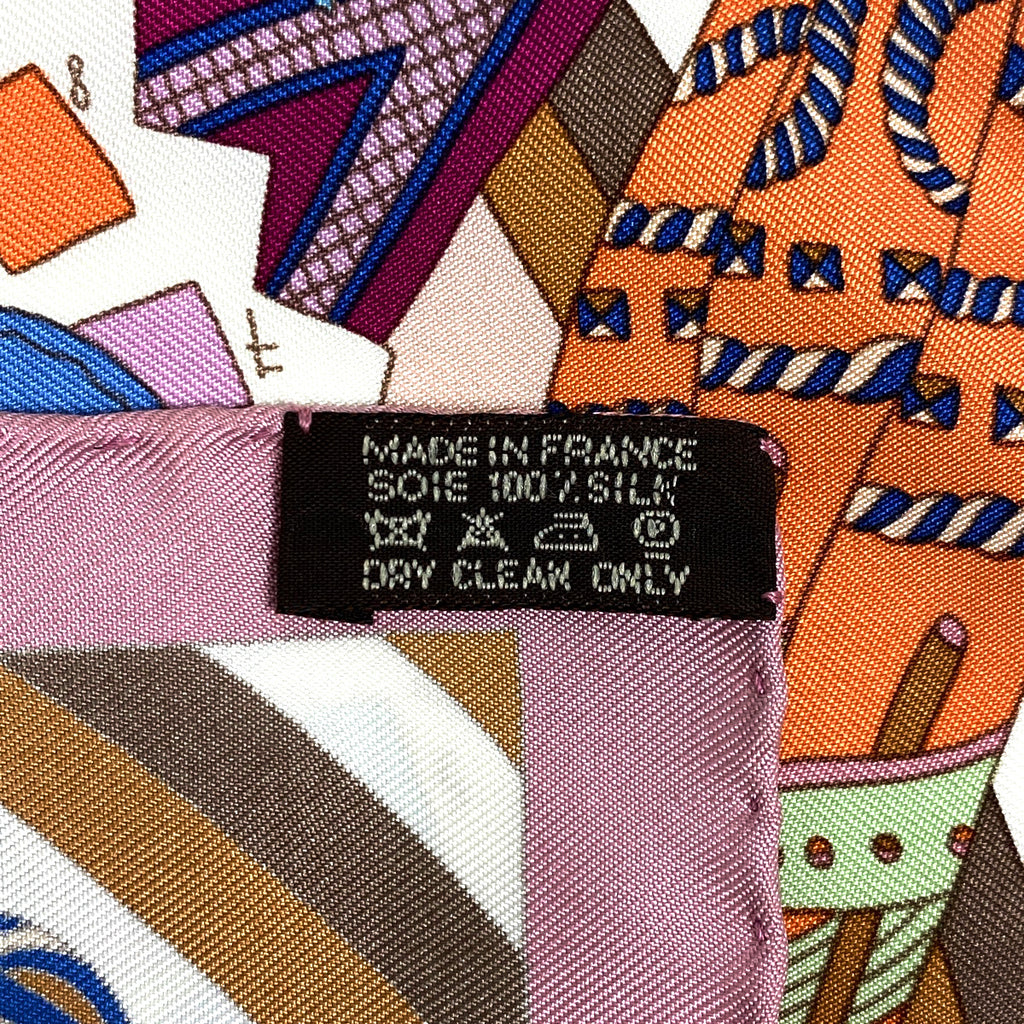 MADE IN FRANCE
SOIE 100% SILK
DRY CLEAN ONLY